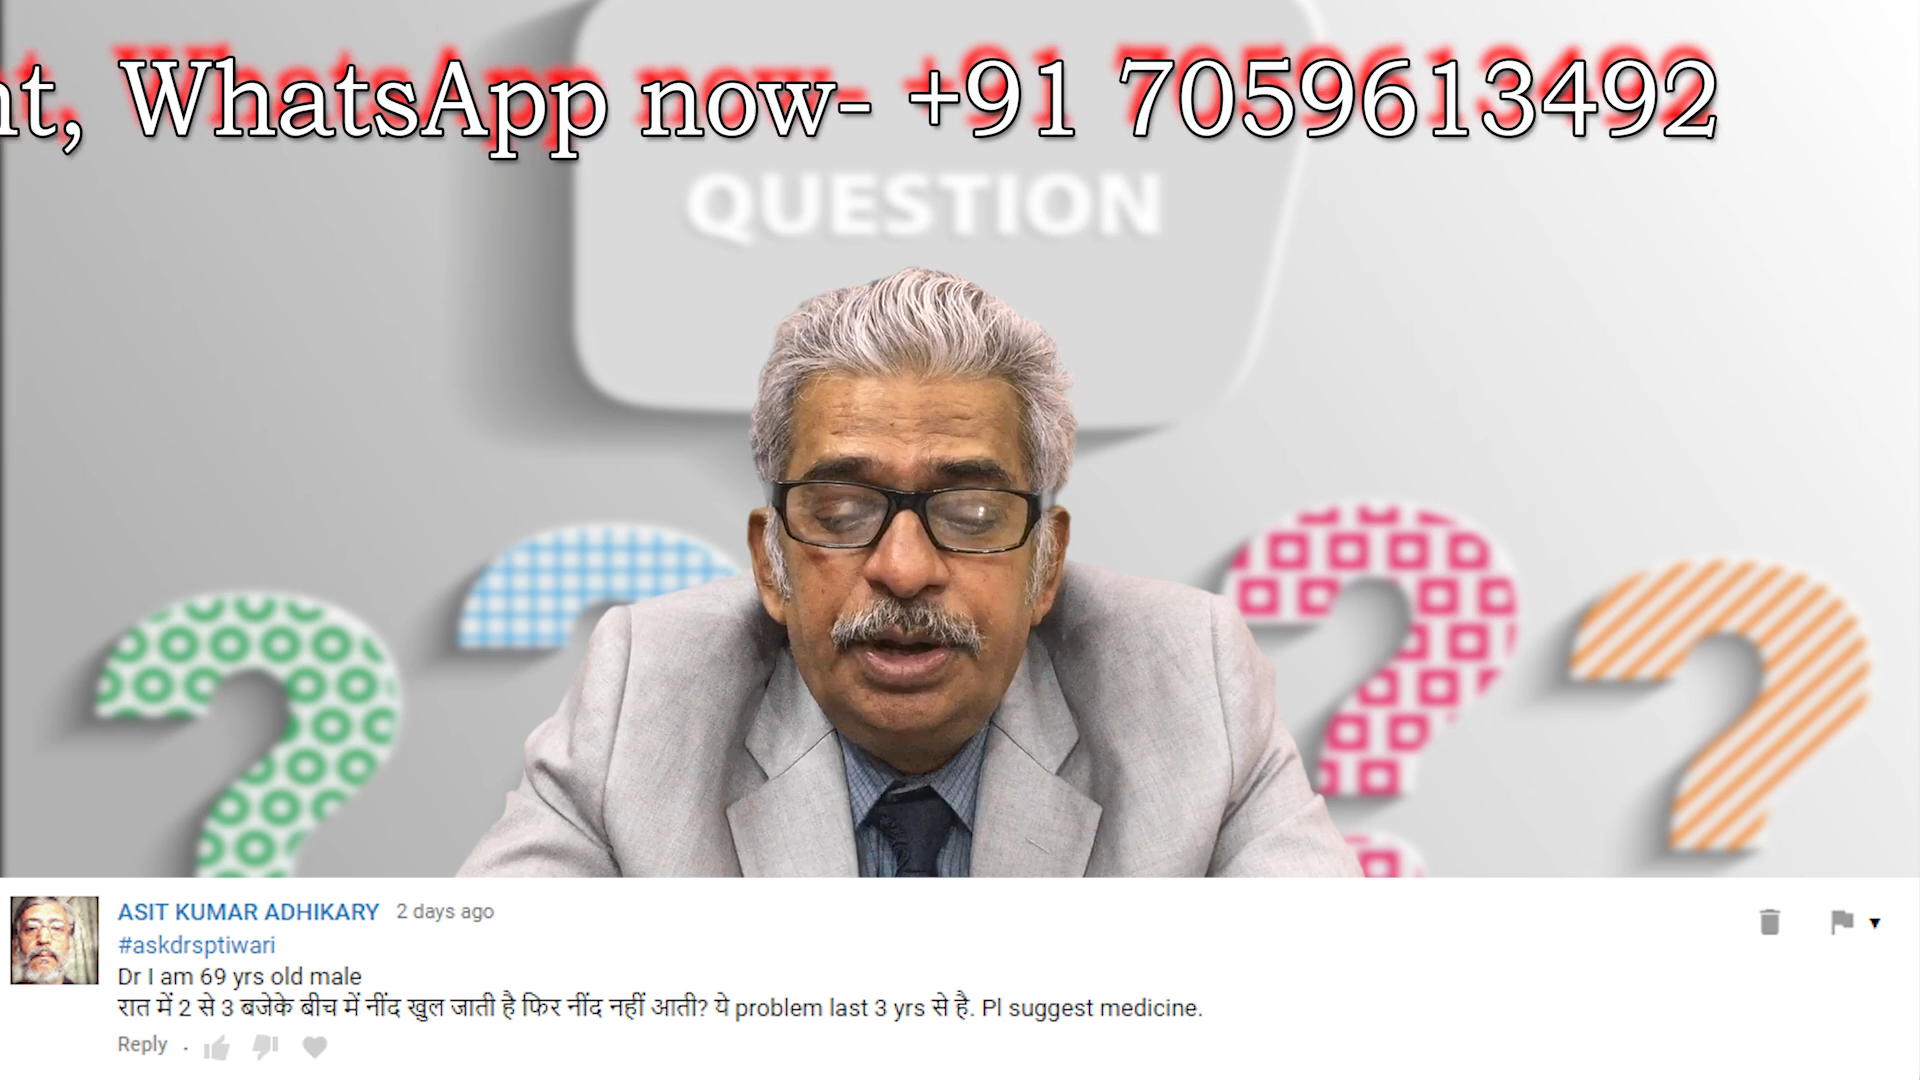 WhatsApp now- +91 7059613492
QUESTION
ASIT KUMAR ADHIKARY 2 days ago
#askdrsptiwari
Dr I am 69 yrs old male
रात में 2 से 3 बजेके बीच में नींद खुल जाती है फिर नींद नहीं आती? ये problem last 3 yrs से है. Pl suggest medicine.
Reply